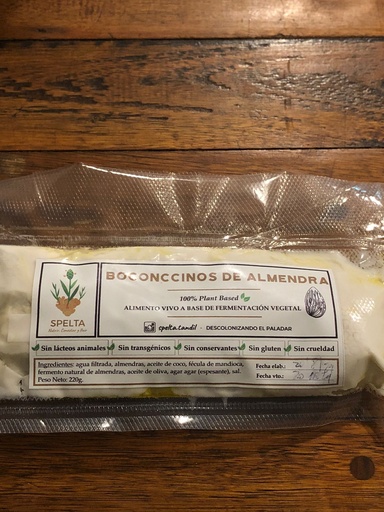 BOCONCCINOS DE ALMENDRA
100% Plant Based
ALIMENTO VIVO A BASE DE FERMENTACIÓN VEGETAL
spelta.tandil - DESCOLONIZANDO EL PALADAR
SPELTA
Sin lácteos animales Sin transgénicos Sin conservantes Sin gluten Sin crueldad
Ingredientes: agua filtrada, almendras, aceite de coco, fécula de mandioca,
fermento natural de almendras, aceite de oliva, agar agar (espesante), sal.
Peso Neto: 220g.
Fecha elab.:
Fecha vto.: